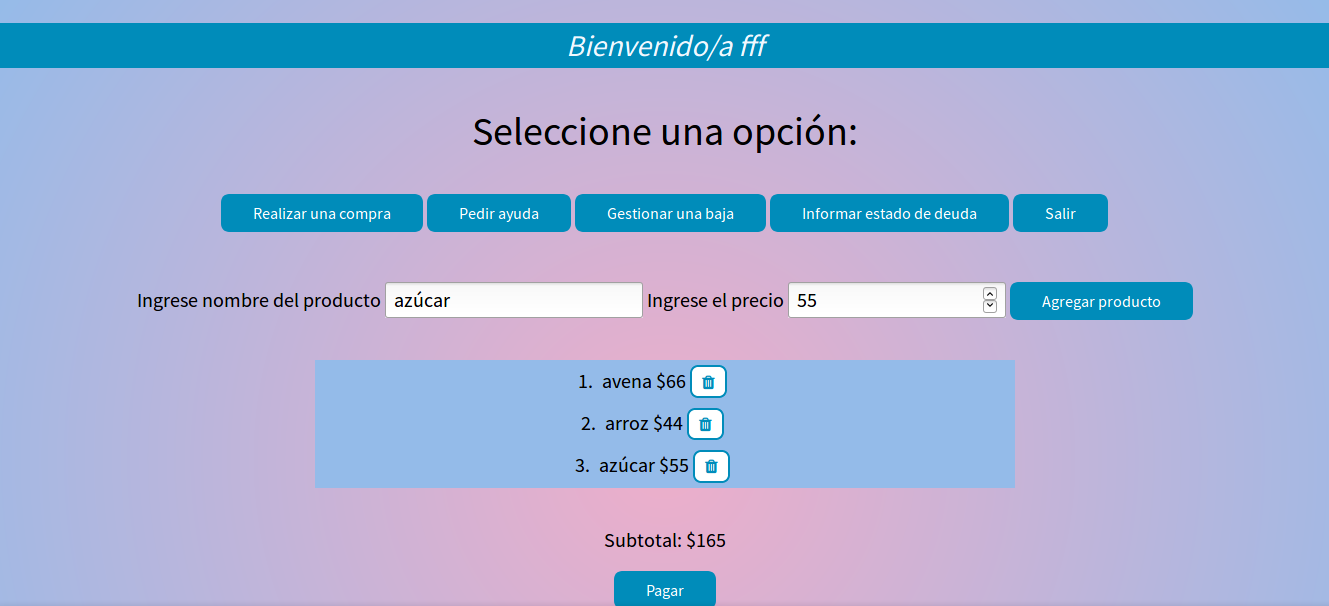 Bienvenido/a fff
Seleccione una opción:
Realizar una compra Pedir ayuda Gestionar una baja Informar estado de deuda Salir
Ingrese nombre del producto azúcar Ingrese el precio 55 Agregar producto
1. avena $66
2. arroz $44
3. azúcar $55
Subtotal: $165
Pagar